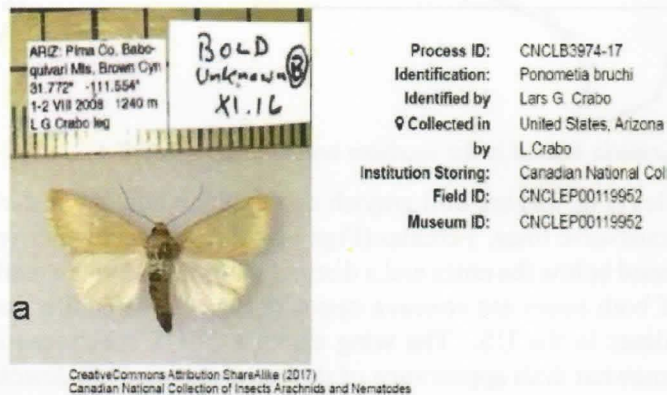 ARIZ: Pima Co. Babo-
quivari Mts, Brown Cyn
31.772° -111.554°
1-2 VIII 2008 1240 m
L G Crabo leg
BOLD
Unknown B
XI.16
a
Process ID: CNCLB3974-17
Identification: Ponometia bruchi
Identified by Lars G. Crabo
♀ Collected in United States, Arizona
by L.Crabo
Institution Storing: Canadian National Coll
Field ID: CNCLEP00119952
Museum ID: CNCLEP00119952
CreativeCommons Attribution ShareAlike (2017)
Canadian National Collection of Insects Arachnids and Nematodes